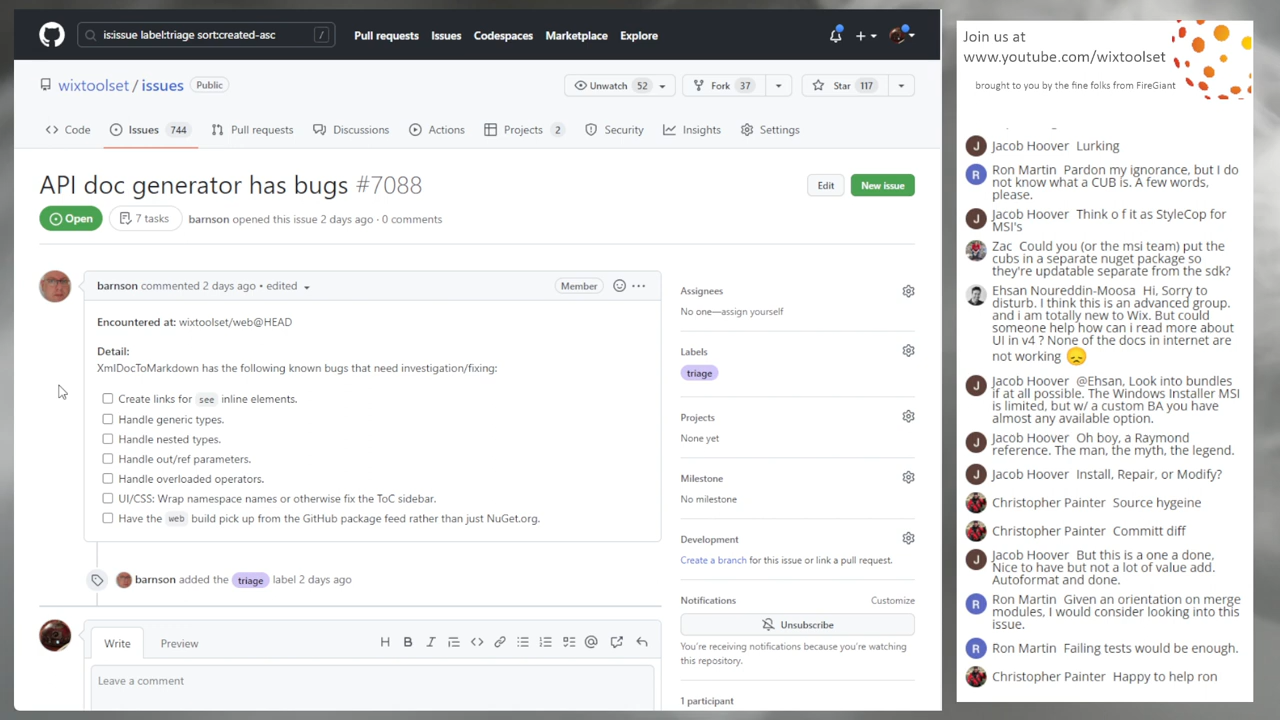 isissue label:triage sort:created-asc
/
Pull requests
Issues
Codespaces
Marketplace
Explore
wixtoolset / issues
Public
Unwatch 52
Fork 37
Star 117
Code
Issues 744
Pull requests
Discussions
Actions
Projects 2
Security
Insights
Settings
API doc generator has bugs #7088
Edit
New issue
Open
7 tasks
barnson opened this issue 2 days ago · 0 comments
barnson commented 2 days ago · edited
Member
Encountered at: wixtoolset/web@HEAD
Detail:
XmlDocToMarkdown has the following known bugs that need investigation/fixing:
Create links for see inline elements.
Handle generic types.
Handle nested types.
Handle out/ref parameters.
Handle overloaded operators.
UI/CSS: Wrap namespace names or otherwise fix the ToC sidebar.
Have the web build pick up from the GitHub package feed rather than just NuGet.org.
barnson added the triage label 2 days ago
Write
Preview
Leave a comment
Assignees
No one—assign yourself
Labels
triage
Projects
None yet
Milestone
No milestone
Development
Create a branch for this issue or link a pull request.
Notifications
Customize
Unsubscribe
You're receiving notifications because you're watching
this repository.
1 participant
Join us at
www.youtube.com/wixtoolset
brought to you by the fine folks from FireGiant
Jacob Hoover Lurking
Ron Martin Pardon my ignorance, but I do
not know what a CUB is. A few words,
please.
Jacob Hoover Think o f it as StyleCop for
MSI's
Zac Could you (or the msi team) put the
cubs in a separate nuget package so
they're updatable separate from the sdk?
Ehsan Noureddin-Moosa Hi, Sorry to
disturb. I think this is an advanced group.
and i am totally new to Wix. But could
someone help how can i read more about
UI in v4 ? None of the docs in internet are
not working
Jacob Hoover @Ehsan, Look into bundles
if at all possible. The Windows Installer MSI
is limited, but w/ a custom BA you have
almost any available option.
Jacob Hoover Oh boy, a Raymond
reference. The man, the myth, the legend.
Jacob Hoover Install, Repair, or Modify?
Christopher Painter Source hygeine
Christopher Painter Committ diff
Jacob Hoover But this is a one a done,
Nice to have but not a lot of value add.
Autoformat and done.
Ron Martin Given an orientation on merge
modules, I would consider looking into this
issue.
Ron Martin Failing tests would be enough.
Christopher Painter Happy to help ron